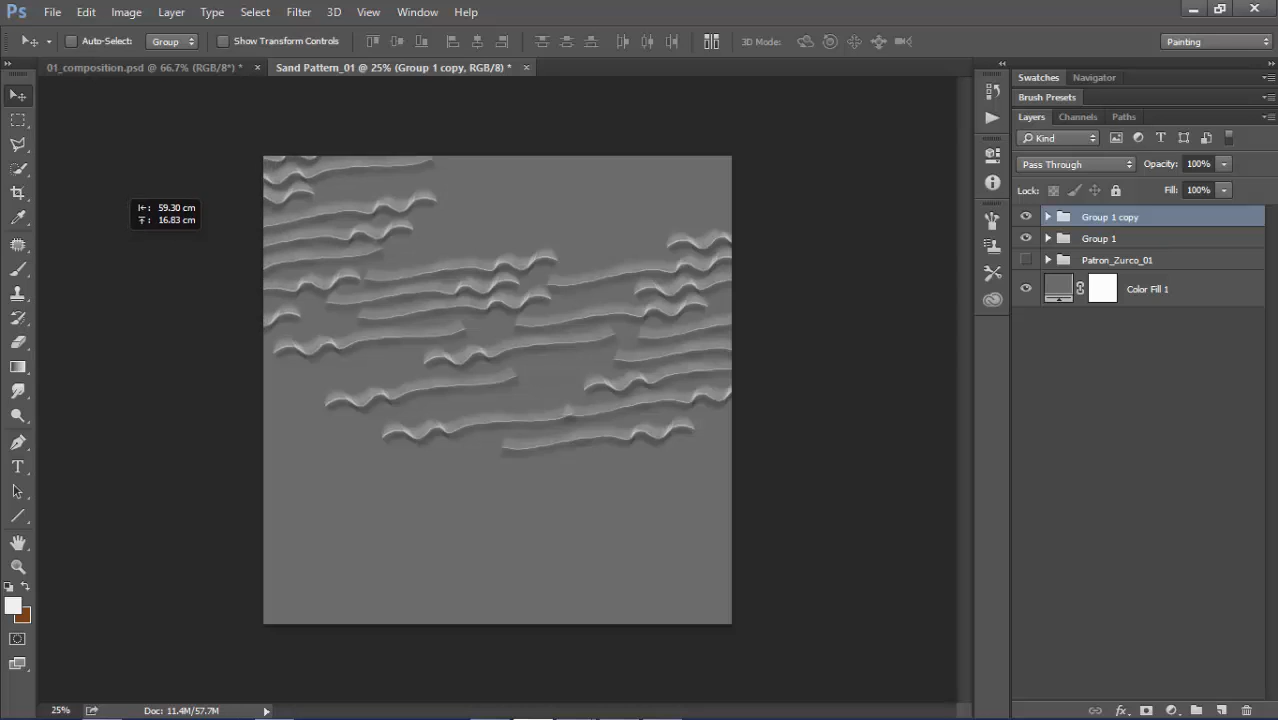 Ps File Edit Image Layer Type Select Filter 3D View Window Help
Auto-Select: Group Show Transform Controls 3D Mode: Painting
01_composition.psd @ 66.7% (RGB/8*) * Sand Pattern_01 @ 25% (Group 1 copy, RGB/8) *
Swatches Navigator
Brush Presets
Layers Channels Paths
Kind
Pass Through Opacity: 100%
Lock: Fill: 100%
59.30 cm
16.83 cm
Group 1 copy
Group 1
Patron_Zurco_01
Color Fill 1
25% Doc: 11.4M/57.7M